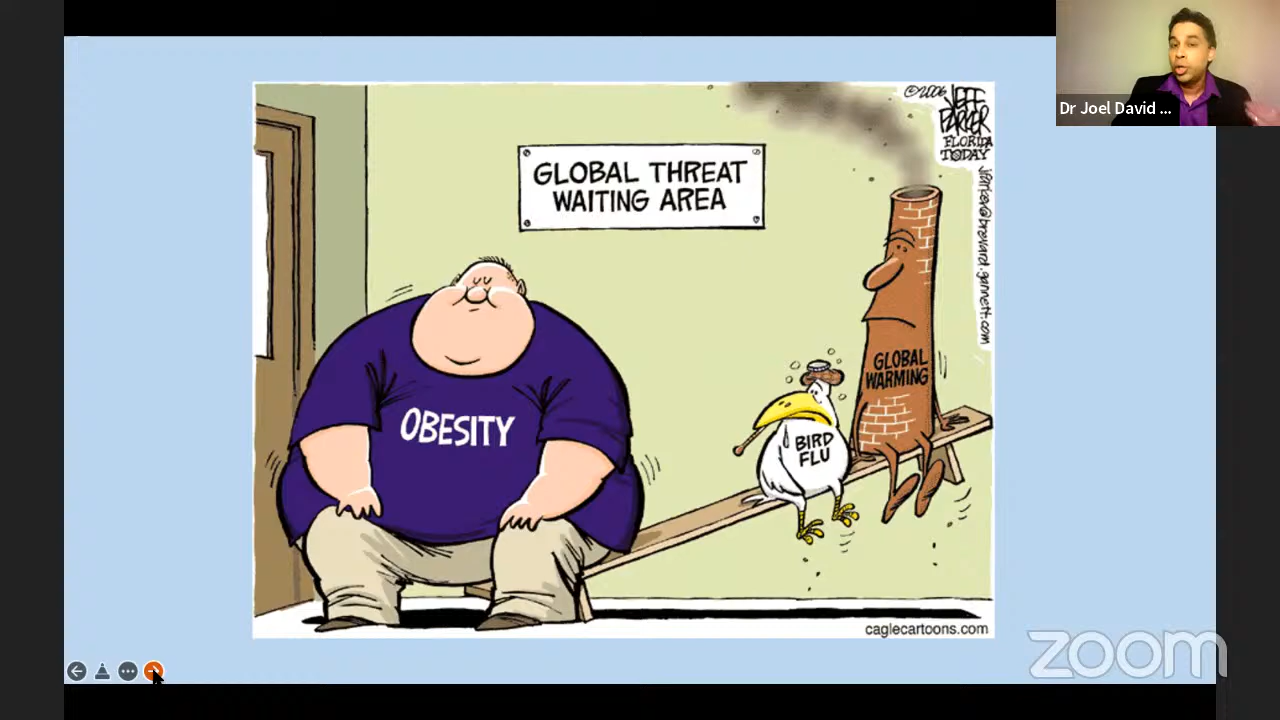 Dr Joel David ...
©2006
JEFF
PARKER
FLORIDA
TODAY
jparker@brevard.gannett.com
GLOBAL THREAT
WAITING AREA
OBESITY
BIRD
FLU
GLOBAL
WARMING
caglecartoons.com
zoom